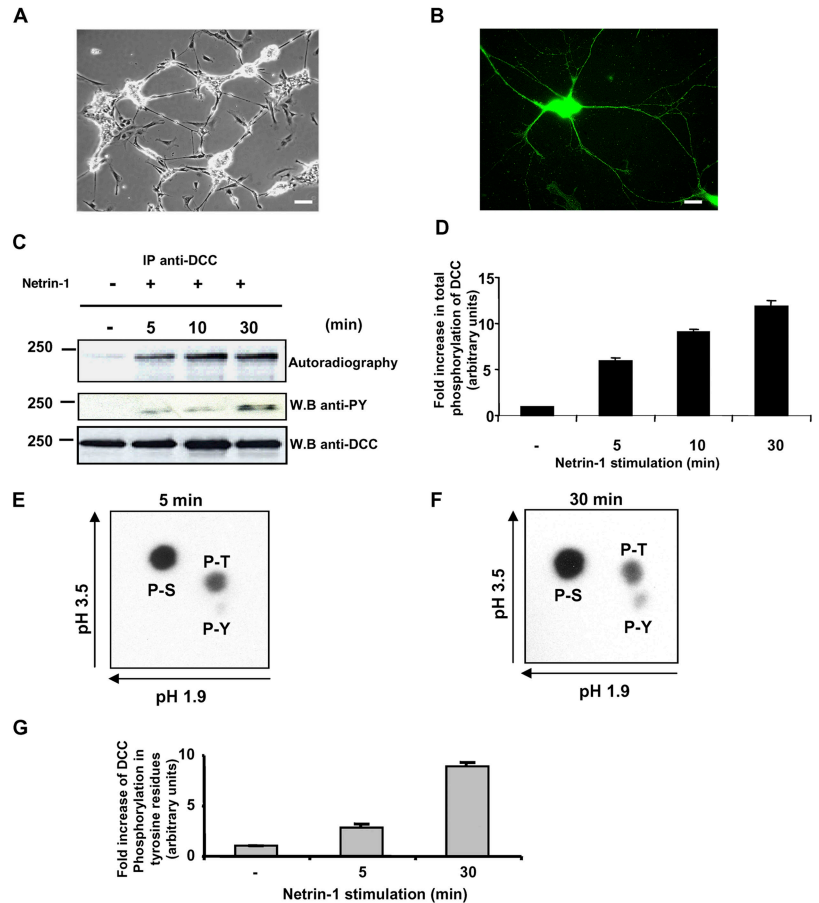 A
B
C
IP anti-DCC
Netrin-1 - + + +
- 5 10 30 (min)
250
Autoradiography
250
W.B anti-PY
250
W.B anti-DCC
D
Fold increase in total
phosphorylation of DCC
(arbitrary units)
15
10
5
0
- 5 10 30
Netrin-1 stimulation (min)
E
5 min
P-S
P-T
P-Y
pH 3.5
pH 1.9
F
30 min
P-S
P-T
P-Y
pH 3.5
pH 1.9
G
Fold increase of DCC
Phosphorylation in
tyrosine residues
(arbitrary units)
10
5
0
- 5 30
Netrin-1 stimulation (min)